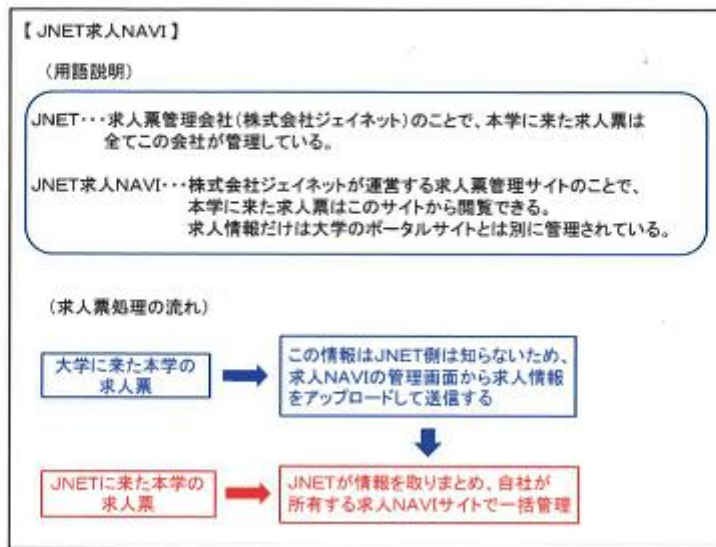 【JNET求人NAVI】
(用語説明)
JNET・・・求人票管理会社(株式会社ジェイネット)のことで、本学に来た求人票は
全てこの会社が管理している。
JNET求人NAVI・・・株式会社ジェイネットが運営する求人票管理サイトのことで、
本学に来た求人票はこのサイトから閲覧できる。
求人情報だけは大学のポータルサイトとは別に管理されている。
(求人票処理の流れ)
大学に来た本学の
求人票
この情報はJNET側は知らないため、
求人NAVIの管理画面から求人情報
をアップロードして送信する
JNETに来た本学の
求人票
JNETが情報を取りまとめ、自社が
所有する求人NAVIサイトで一括管理